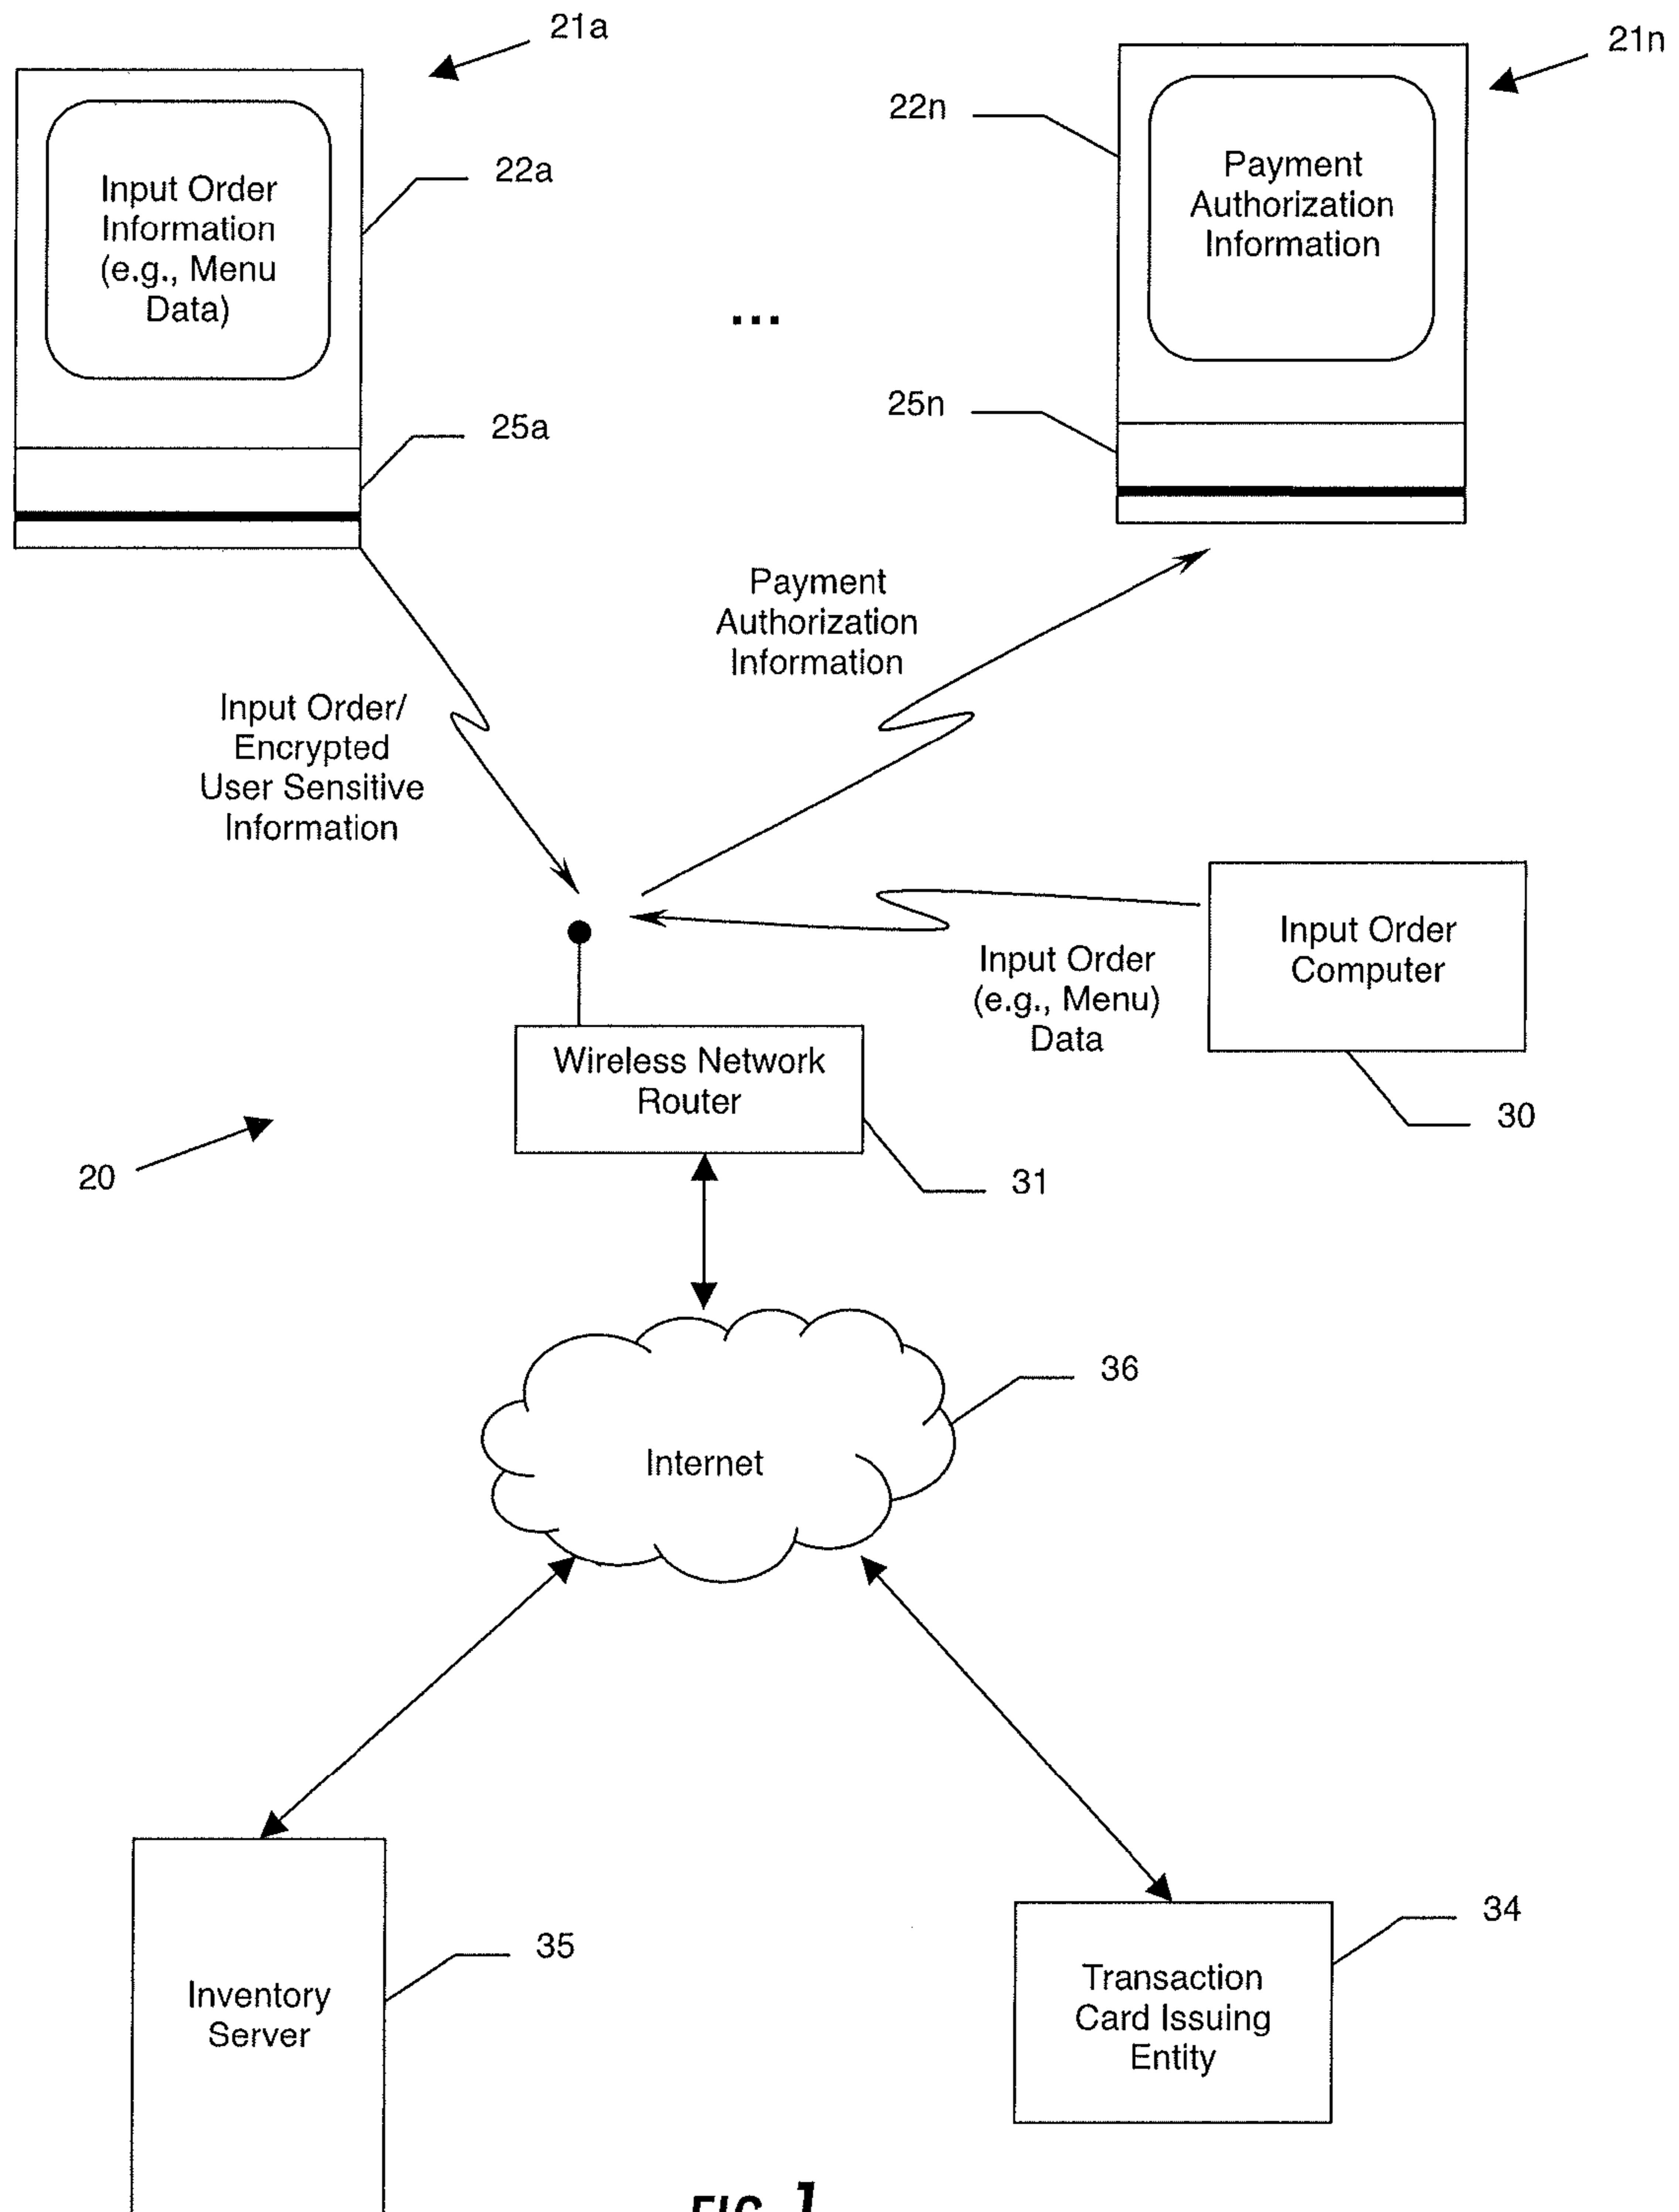 21a
21n
22n
Input Order
Information
(e.g., Menu
Data)
22a
Payment
Authorization
Information
...
25a
25n
Payment
Authorization
Information
Input Order/
Encrypted
User Sensitive
Information
Input Order
Computer
Input Order
(e.g., Menu)
Data
Wireless Network
Router
30
20
31
36
Internet
35
34
Inventory
Server
Transaction
Card Issuing
Entity
FIG. 1